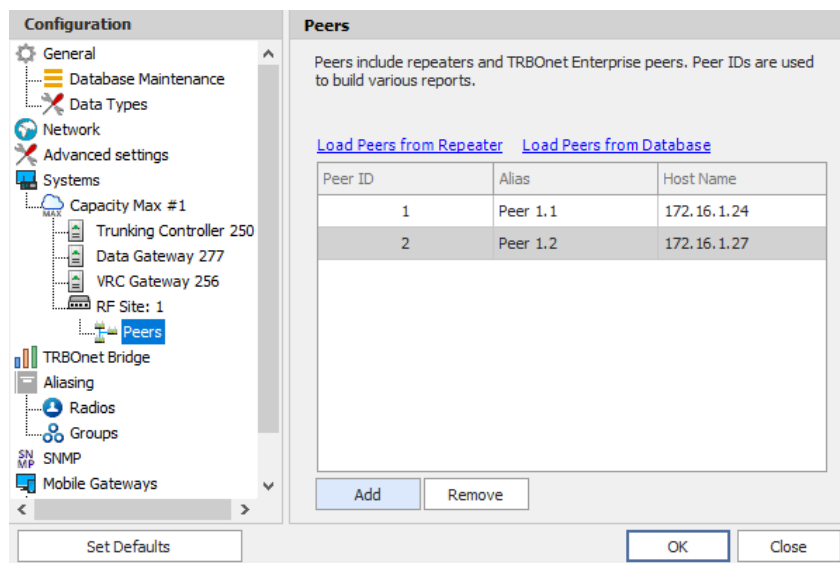 Configuration
General
Database Maintenance
Data Types
Network
Advanced settings
Systems
MAX
Capacity Max #1
Trunking Controller 250
Data Gateway 277
VRC Gateway 256
RF Site: 1
Peers
TRBOnet Bridge
Aliasing
Radios
Groups
SN
MP
SNMP
Mobile Gateways
Set Defaults
Peers
Peers include repeaters and TRBOnet Enterprise peers. Peer IDs are used
to build various reports.
Load Peers from Repeater Load Peers from Database
Peer ID Alias Host Name
1 Peer 1.1 172.16.1.24
2 Peer 1.2 172.16.1.27
Add Remove
OK Close